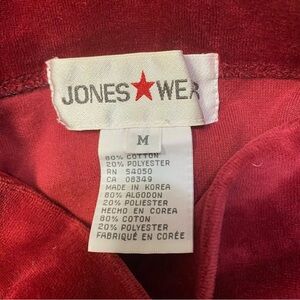 JONES★WER
M
80% COTTON
20% POLYESTER
RN 54050
CA 08349
MADE IN KOREA
80% ALGODON
20% POLIESTER
HECHO EN COREA
80% COTON
20% POLYESTER
FABRIQUÉ EN CORÉE